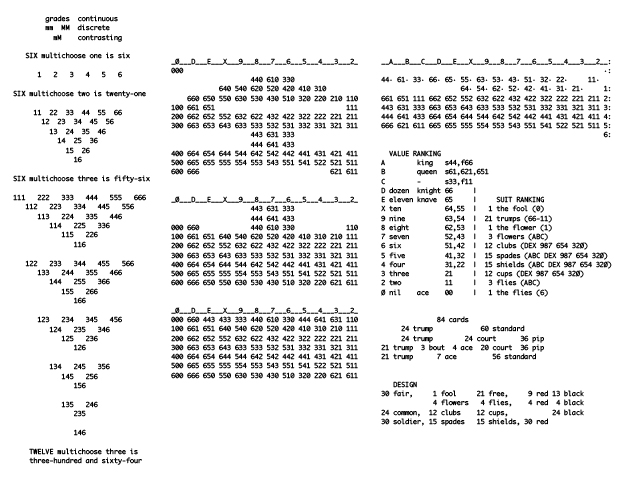 grades continuous
mm MM discrete
mM contrasting
SIX multichoose one is six
1 2 3 4 5 6
SIX multichoose two is twenty-one
11 22 33 44 55 66
12 23 34 45 56
13 24 35 46
14 25 36
15 26
16
SIX multichoose three is fifty-six
111 222 333 444 555 666
112 223 334 445 556
113 224 335 446
114 225 336
115 226
116
122 233 344 455 566
133 244 355 466
144 255 366
155 266
166
123 234 345 456
124 235 346
125 236
126
134 245 356
145 256
156
135 246
235
146
TWELVE multichoose three is
three-hundred and sixty-four
_Ø___D___E___X___9___8___7___6___5___4___3___2_
000
440 610 330
640 540 620 520 420 410 310
660 650 550 630 530 430 510 320 220 210 110
100 661 651 111
200 662 652 552 632 622 432 422 322 222 221 211
300 663 653 643 633 533 532 531 332 331 321 311
443 631 333
444 641 433
400 664 654 644 544 642 542 442 441 431 421 411
500 665 655 555 554 553 543 551 541 522 521 511
600 666 621 611
_Ø___D___E___X___9___8___7___6___5___4___3___2_
443 631 333
444 641 433
000 660 440 610 330 110
100 661 651 640 540 620 520 420 410 310 210 111
200 662 652 552 632 622 432 422 322 222 221 211
300 663 653 643 633 533 532 531 332 331 321 311
400 664 654 644 544 642 542 442 441 431 421 411
500 665 655 555 554 553 543 551 541 522 521 511
600 666 650 550 630 530 430 510 320 220 621 611
_Ø___D___E___X___9___8___7___6___5___4___3___2_
000 660 443 433 333 440 610 330 444 641 631 110
100 661 651 640 540 620 520 420 410 310 210 111
200 662 652 552 632 622 432 422 322 222 221 211
300 663 653 643 633 533 532 531 332 331 321 311
400 664 654 644 544 642 542 442 441 431 421 411
500 665 655 555 554 553 543 551 541 522 521 511
600 666 650 550 630 530 430 510 320 220 621 611
__A___B___C___D___E___X___9___8___7___6___5___4___3___2__:
·:
44· 61· 33· 66· 65· 55· 63· 53· 43· 51· 32· 22· 11·
64· 54· 62· 52· 42· 41· 31· 21· 1:
661 651 111 662 652 552 632 622 432 422 322 222 221 211 2:
443 631 333 663 653 643 633 533 532 531 332 331 321 311 3:
444 641 433 664 654 644 544 642 542 442 441 431 421 411 4:
666 621 611 665 655 555 554 553 543 551 541 522 521 511 5:
6:
VALUE RANKING
A king s44,f66
B queen s61,621,651
C - s33,f11
D dozen knight 66 |
E eleven knave 65 | SUIT RANKING
X ten 64,55 | 1 the fool (0)
9 nine 63,54 | 21 trumps (66-11)
8 eight 62,53 | 1 the flower (1)
7 seven 52,43 | 3 flowers (ABC)
6 six 51,42 | 12 clubs (DEX 987 654 32Ø)
5 five 41,32 | 15 spades (ABC DEX 987 654 32Ø)
4 four 31,22 | 15 shields (ABC DEX 987 654 32Ø)
3 three 21 | 12 cups (DEX 987 654 32Ø)
2 two 11 | 3 flies (ABC)
Ø nil ace 00 | 1 the flies (6)
84 cards
24 trump 60 standard
24 trump 24 court 36 pip
21 trump 3 bout 4 ace 20 court 36 pip
21 trump 7 ace 56 standard
DESIGN
30 fair, 1 fool 21 free, 9 red 13 black
4 flowers 4 flies, 4 red 4 black
24 common, 12 clubs 12 cups, 24 black
30 soldier, 15 spades 15 shields, 30 red